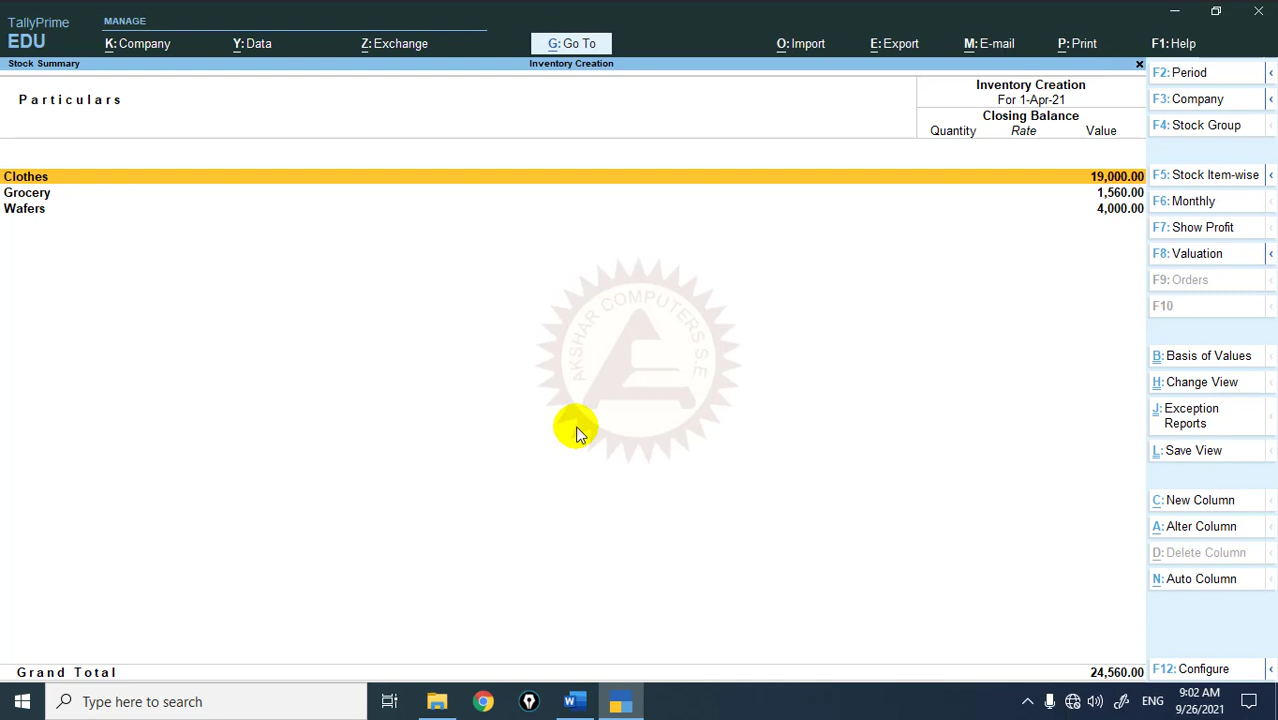 TallyPrime
EDU
MANAGE
K: Company
Y: Data
Z: Exchange
G: Go To
O: Import
E: Export
M: E-mail
P: Print
F1: Help
Stock Summary
Inventory Creation
Particulars
Inventory Creation
For 1-Apr-21
Closing Balance
Quantity Rate Value
Clothes 19,000.00
Grocery 1,560.00
Wafers 4,000.00
AKSHAR COMPUTERS S.E.
Grand Total 24,560.00
F2: Period
F3: Company
F4: Stock Group
F5: Stock Item-wise
F6: Monthly
F7: Show Profit
F8: Valuation
F9: Orders
F10
B: Basis of Values
H: Change View
J: Exception
Reports
L: Save View
C: New Column
A: Alter Column
D: Delete Column
N: Auto Column
F12: Configure
Type here to search
ENG
9:02 AM
9/26/2021